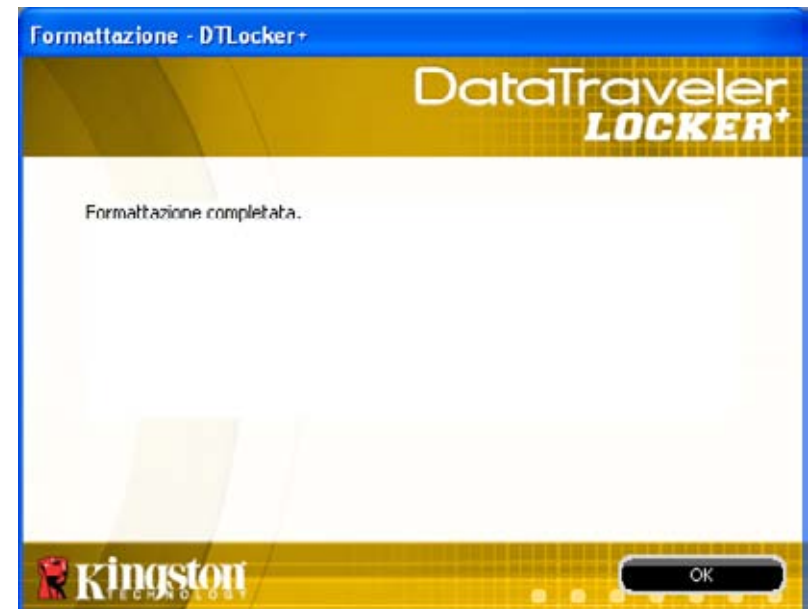 Formattazione - DTLocker+
DataTraveler
LOCKER+
Formattazione completata.
Kingston
TECHNOLOGY
OK